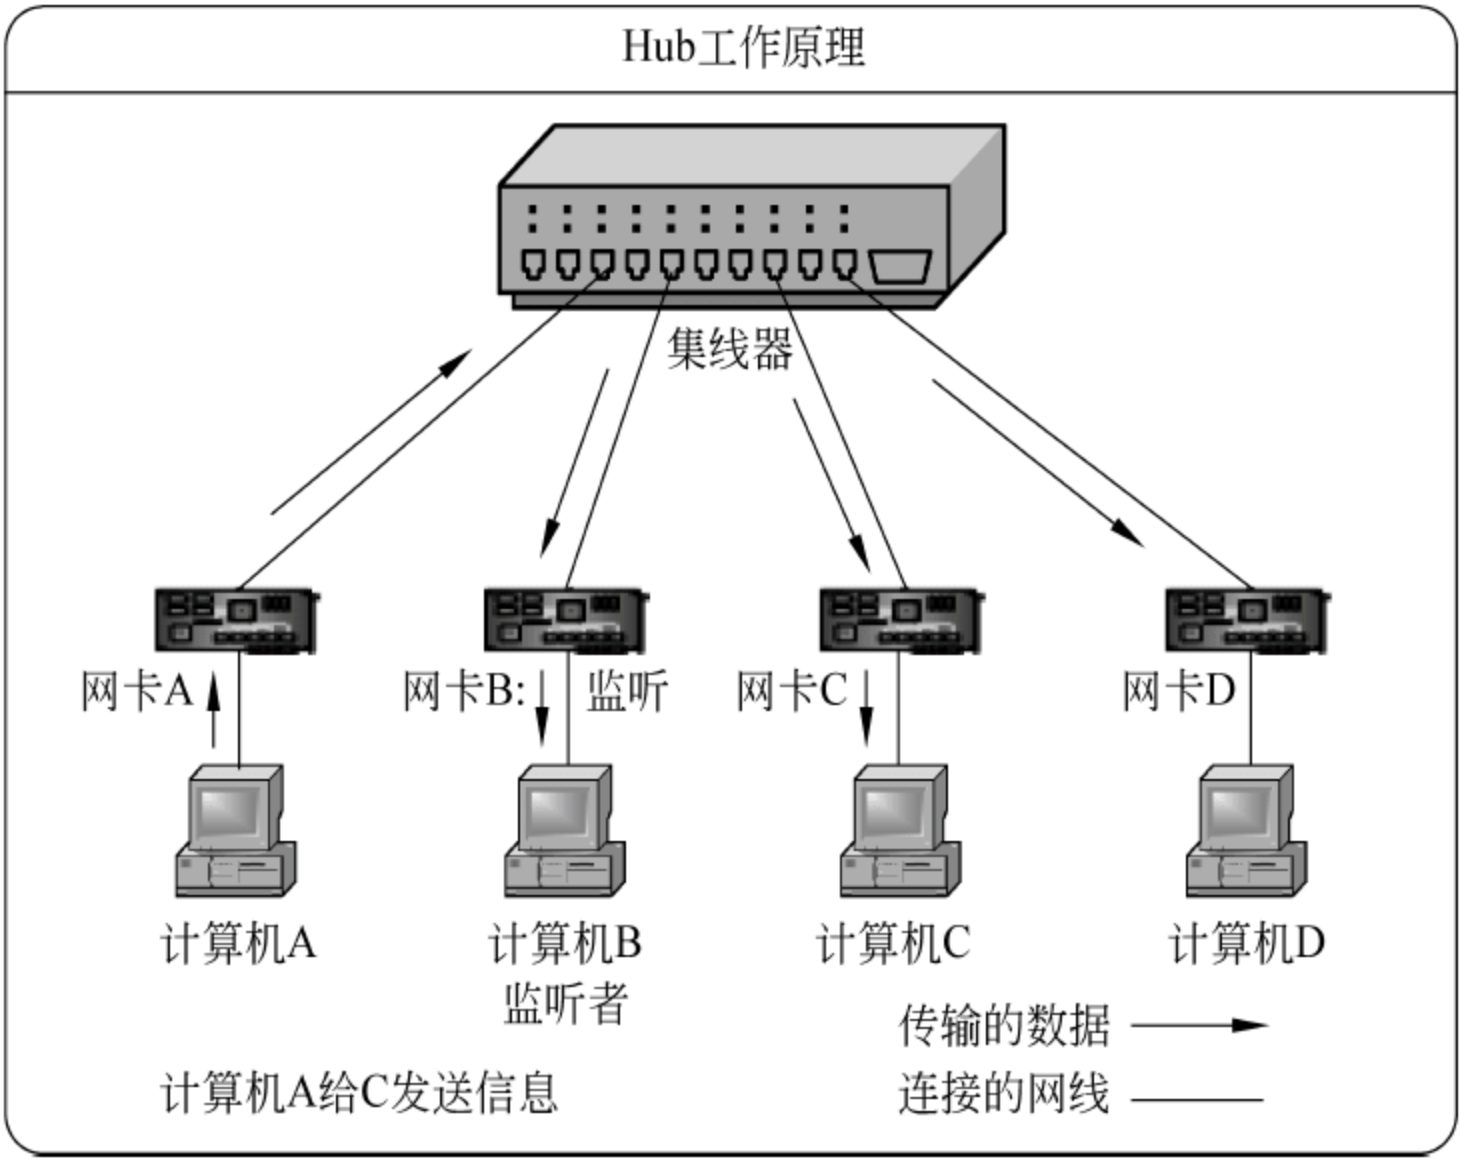 Hub工作原理
集线器
网卡A
网卡B:
监听
网卡C
网卡D
计算机A
计算机B
计算机C
计算机D
监听者
传输的数据
计算机A给C发送信息
连接的网线